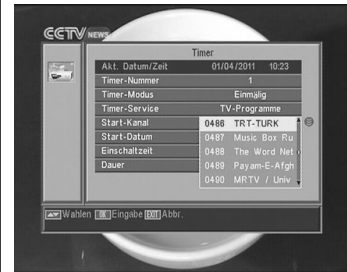 CCTV NEWS
Timer
Akt. Datum/Zeit 01/04/2011 10:23
Timer-Nummer 1
Timer-Modus Einmalig
Timer-Service TV-Programme
Start-Kanal 0486 TRT-TURK
Start-Datum 0487 Music Box Ru
Einschaltzeit 0488 The Word Net
Dauer 0489 Payam-E-Afgh
0490 MRTV / Univ
Wahlen OK Eingabe EXIT Abbr.